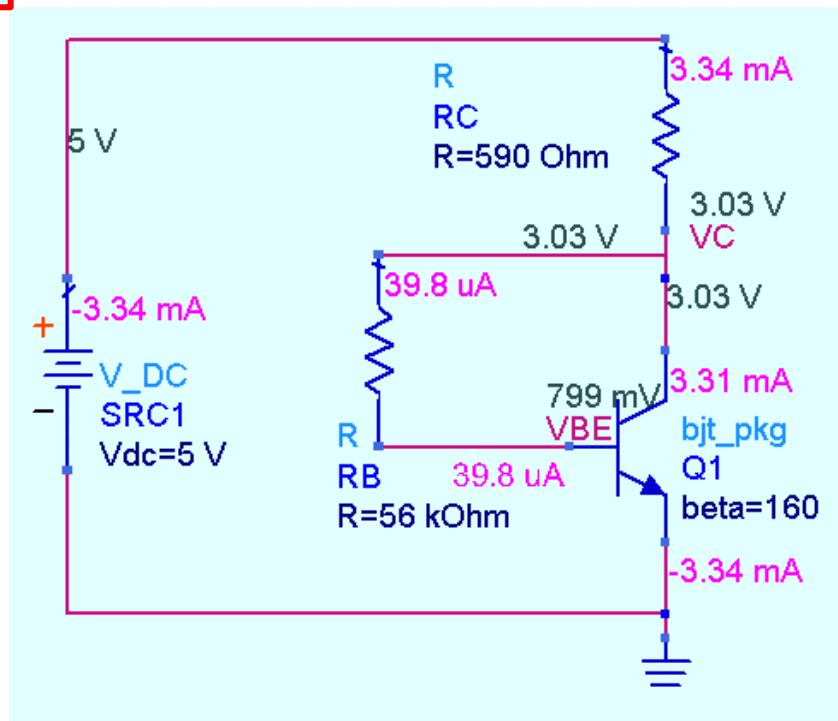 3.34 mA
R
RC
R=590 Ohm
5 V
3.03 V
VC
3.03 V
39.8 uA
3.03 V
-3.34 mA
+
V_DC
SRC1
Vdc=5 V
–
799 mV
VBE
3.31 mA
R
RB
R=56 kOhm
39.8 uA
bjt_pkg
Q1
beta=160
-3.34 mA